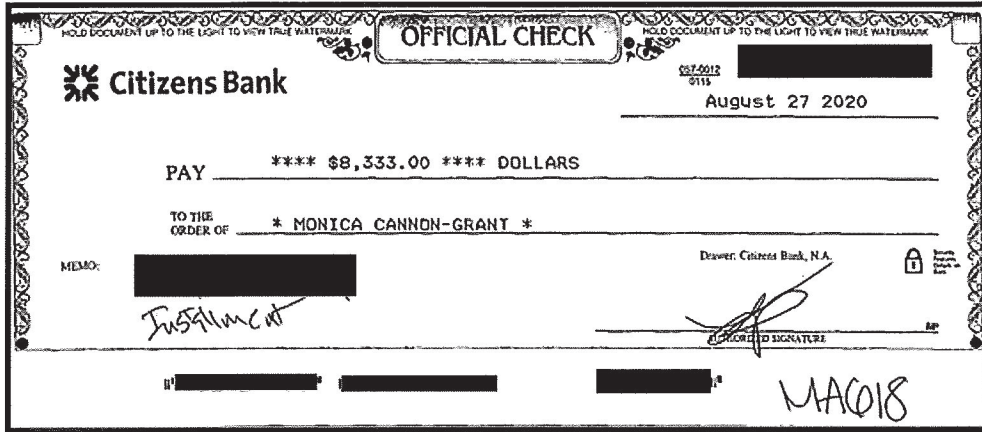 HOLD DOCUMENT UP TO THE LIGHT TO VIEW TRUE WATERMARK
OFFICIAL CHECK
HOLD DOCUMENT UP TO THE LIGHT TO VIEW TRUE WATERMARK
Citizens Bank
057-0012
0115
August 27 2020
PAY **** $8,333.00 **** DOLLARS
TO THE
ORDER OF * MONICA CANNON-GRANT *
MEMO:
Drawer: Citizens Bank, N.A.
Installment
AUTHORIZED SIGNATURE
MP
MA618